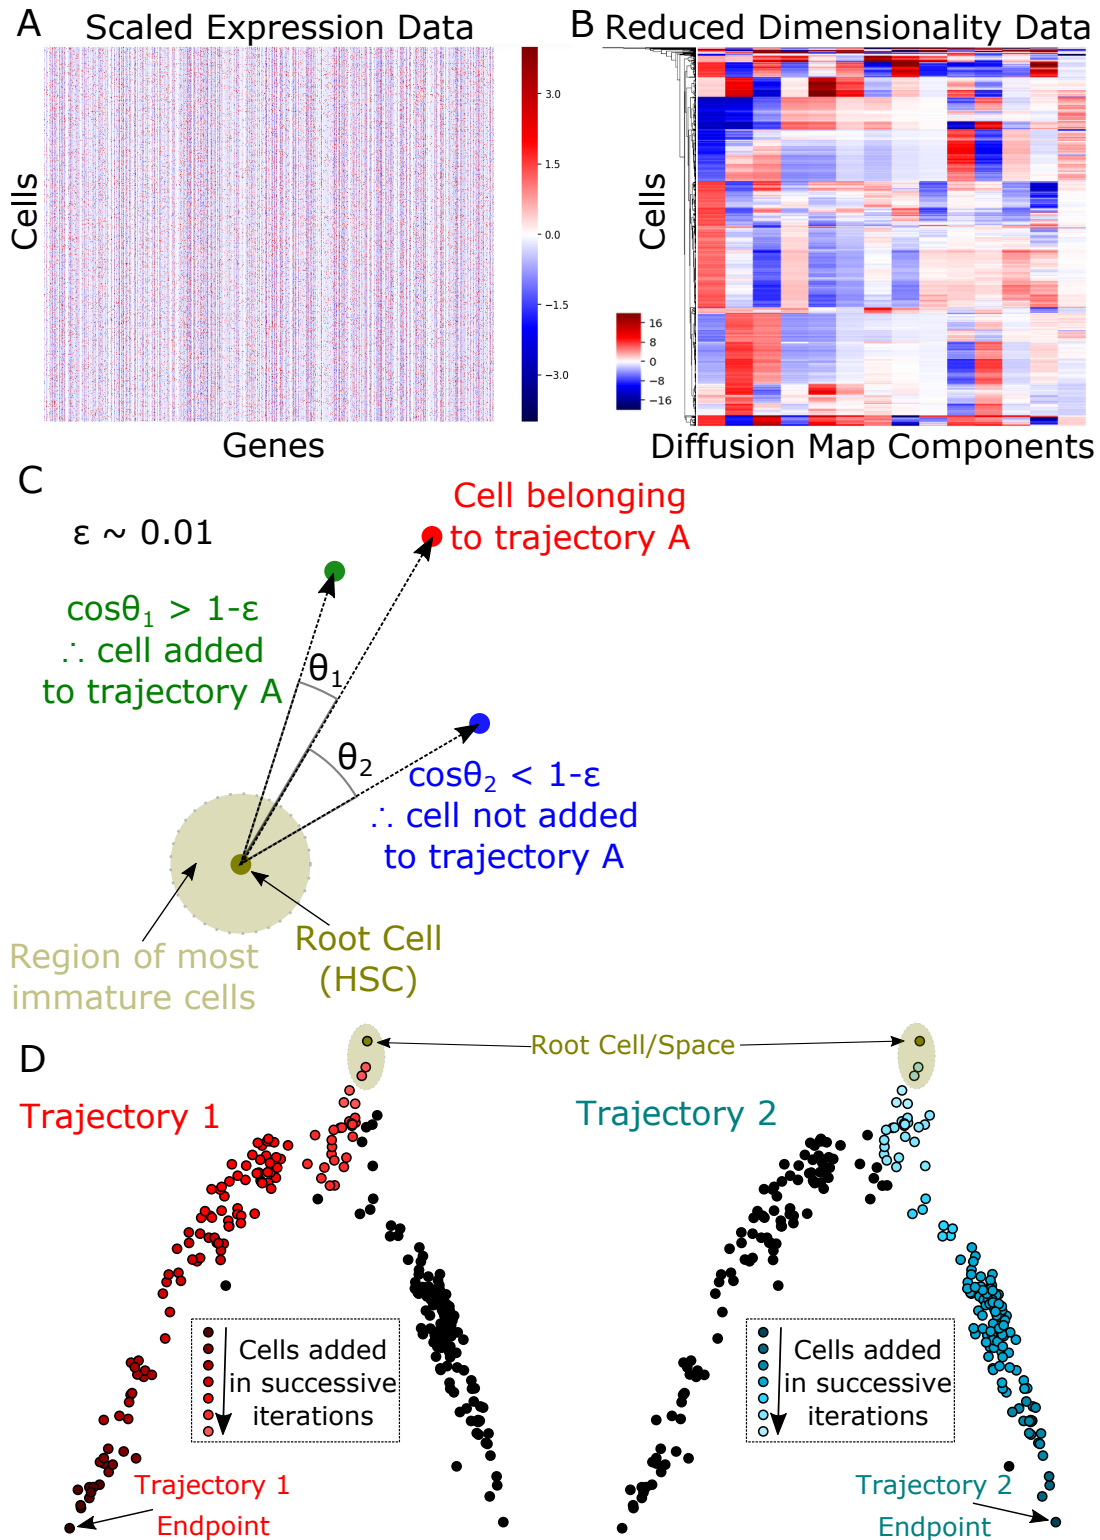 A Scaled Expression Data
Cells
Genes
3.0
1.5
0.0
−1.5
−3.0
B Reduced Dimensionality Data
Cells
16
8
0
−8
−16
Diffusion Map Components
C
ε ~ 0.01
Cell belonging
to trajectory A
cosθ1 > 1-ε
∴ cell added
to trajectory A
θ1
θ2
cosθ2 < 1-ε
∴ cell not added
to trajectory A
Region of most
immature cells
Root Cell
(HSC)
D
Root Cell/Space
Trajectory 1
Trajectory 2
Cells added
in successive
iterations
Cells added
in successive
iterations
Trajectory 1
Endpoint
Trajectory 2
Endpoint